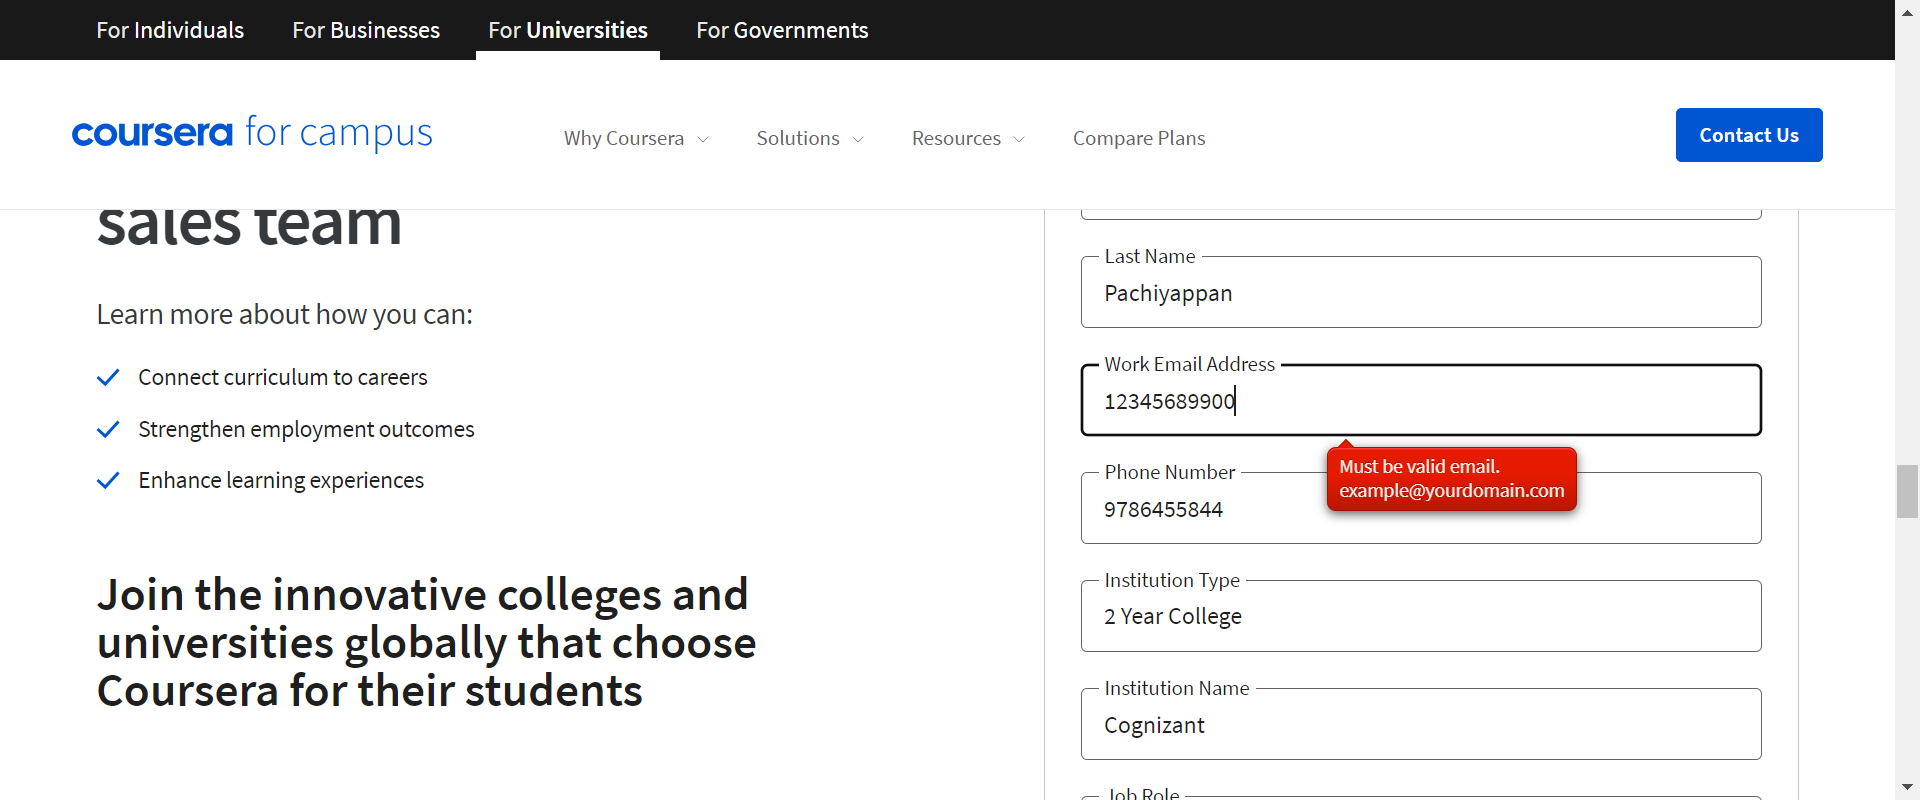 For Individuals
For Businesses
For Universities
For Governments
coursera for campus
Why Coursera
Solutions
Resources
Compare Plans
Contact Us
sales team
Learn more about how you can:
Connect curriculum to careers
Strengthen employment outcomes
Enhance learning experiences
Join the innovative colleges and
universities globally that choose
Coursera for their students
Last Name
Pachiyappan
Work Email Address
12345689900
Must be valid email.
example@yourdomain.com
Phone Number
9786455844
Institution Type
2 Year College
Institution Name
Cognizant
Job Role